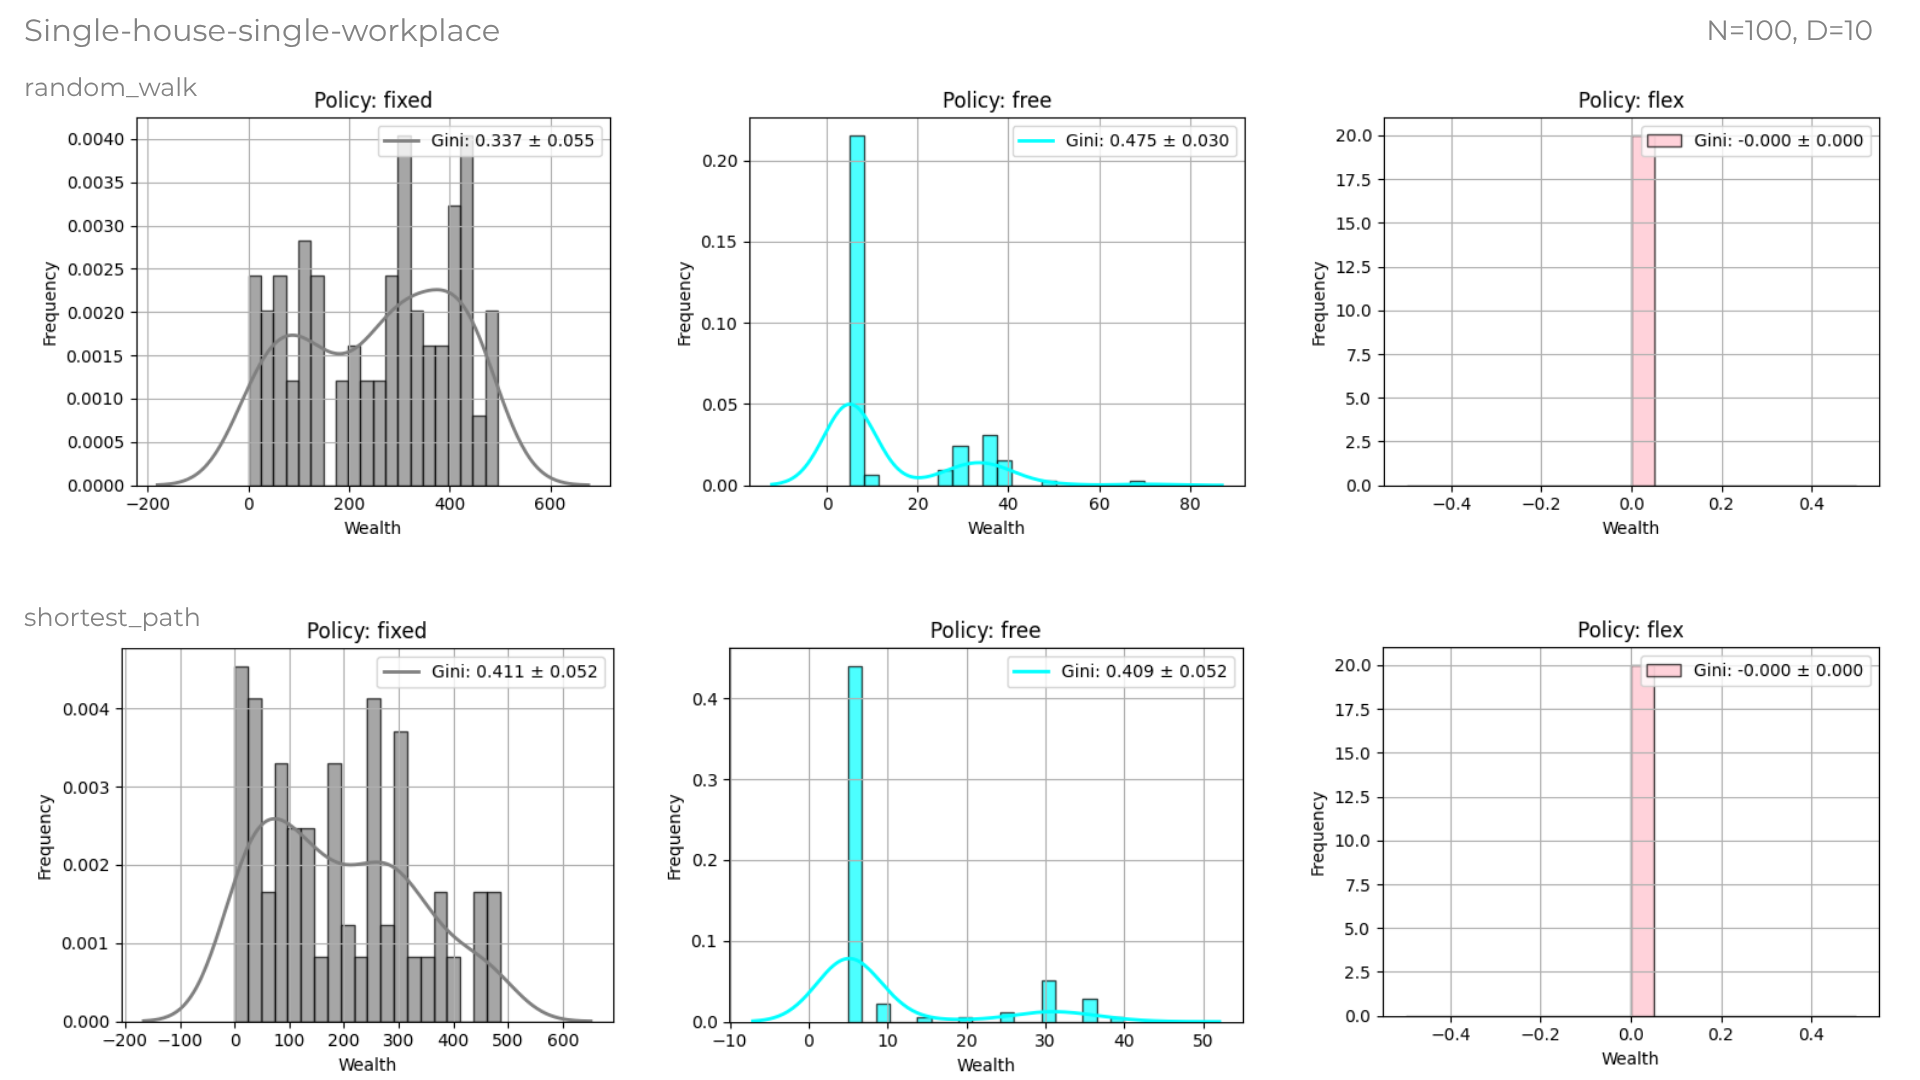 Single-house-single-workplace
N=100, D=10
random_walk
Policy: fixed
Gini: 0.337 ± 0.055
0.0040
0.0035
0.0030
0.0025
0.0020
0.0015
0.0010
0.0005
0.0000
Frequency
−200 0 200 400 600
Wealth
Policy: free
Gini: 0.475 ± 0.030
0.20
0.15
0.10
0.05
0.00
Frequency
0 20 40 60 80
Wealth
Policy: flex
Gini: -0.000 ± 0.000
20.0
17.5
15.0
12.5
10.0
7.5
5.0
2.5
0.0
Frequency
−0.4 −0.2 0.0 0.2 0.4
Wealth
shortest_path
Policy: fixed
Gini: 0.411 ± 0.052
0.004
0.003
0.002
0.001
0.000
Frequency
−200 −100 0 100 200 300 400 500 600
Wealth
Policy: free
Gini: 0.409 ± 0.052
0.4
0.3
0.2
0.1
0.0
Frequency
−10 0 10 20 30 40 50
Wealth
Policy: flex
Gini: -0.000 ± 0.000
20.0
17.5
15.0
12.5
10.0
7.5
5.0
2.5
0.0
Frequency
−0.4 −0.2 0.0 0.2 0.4
Wealth